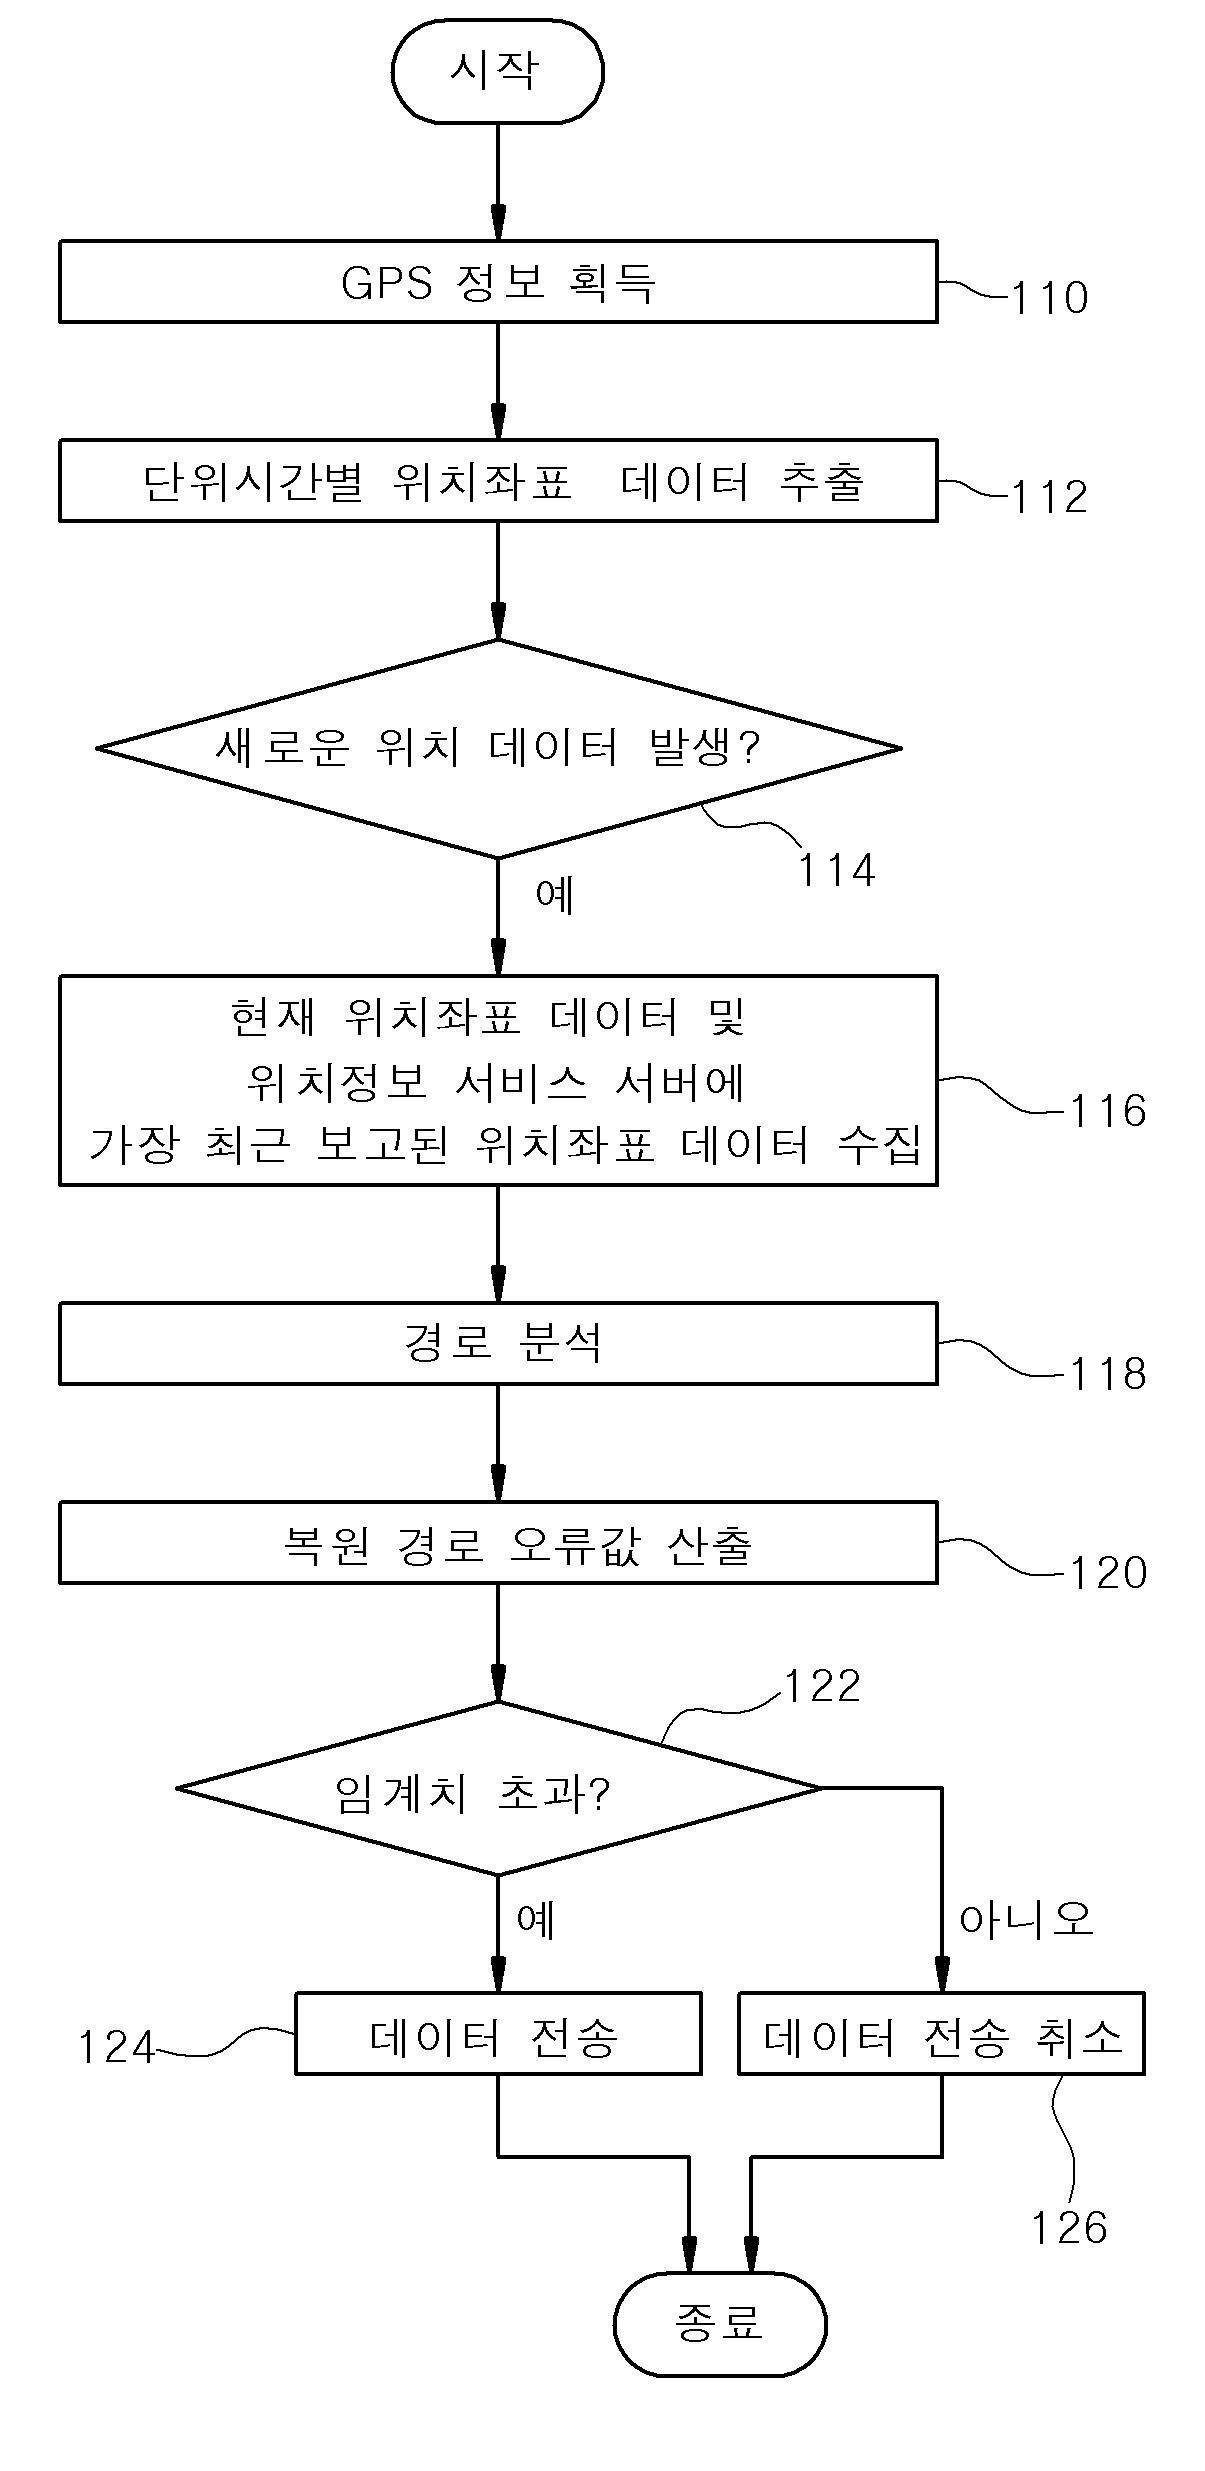 시작
GPS 정보 획득
110
단위시간별 위치좌표 데이터 추출
112
새로운 위치 데이터 발생?
114
예
현재 위치좌표 데이터 및
위치정보 서비스 서버에
가장 최근 보고된 위치좌표 데이터 수집
116
경로 분석
118
복원 경로 오류값 산출
120
122
임계치 초과?
예
아니오
124
데이터 전송
데이터 전송 취소
126
종료